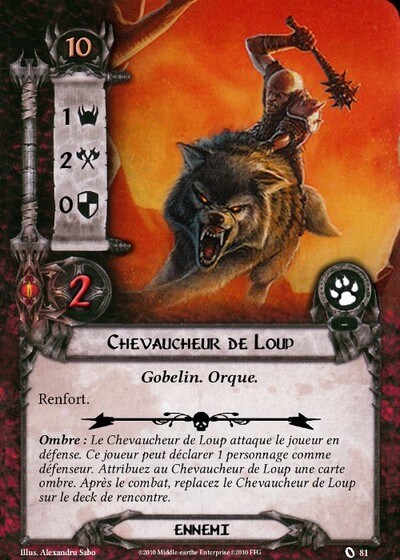 10
1
2
0
2
Chevaucheur de Loup
Gobelin. Orque.
Renfort.
Ombre : Le Chevaucheur de Loup attaque le joueur en
défense. Ce joueur peut déclarer 1 personnage comme
défenseur. Attribuez au Chevaucheur de Loup une carte
ombre. Après le combat, replacez le Chevaucheur de Loup
sur le deck de rencontre.
ENNEMI
Illus. Alexandru Sabo ©2010 Middle-earthe Enterprise ©2010 FFG 81